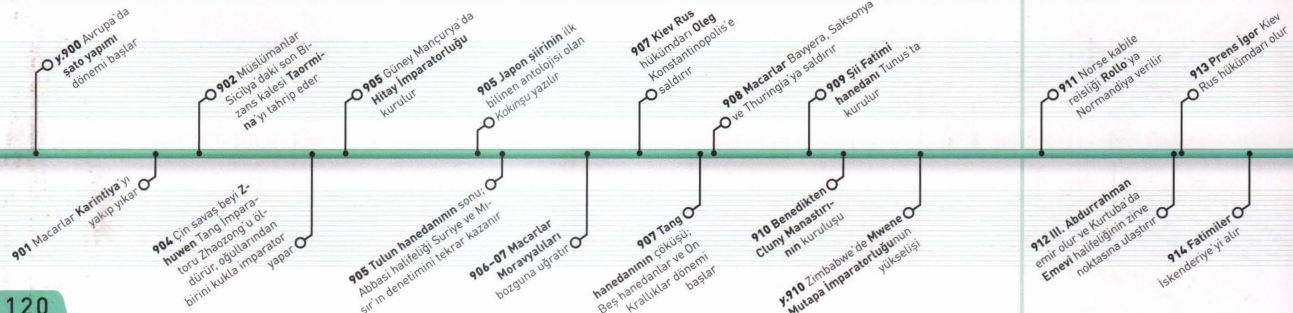 y.900 Avrupa'da
şato yapımı
dönemi başlar
901 Macarlar Karintiya'yı
yakıp yıkar
902 Müslümanlar
Sicilya'daki son Bi-
zans kalesi Taormi-
na'yı tahrip eder
904 Çin savaş beyi Z-
huwen Tang İmpara-
toru Zhaozong'u öl-
dürür, oğullarından
birini kukla imparator
yapar
905 Güney Mançurya'da
Hitay İmparatorluğu
kurulur
905 Japon şiirinin ilk
bilinen antolojisi olan
Kokinşu yazılır
905 Tulun hanedanının sonu;
Abbasi halifeliği Suriye ve Mı-
sır'ın denetimini tekrar kazanır
906–07 Macarlar
Moravyalıları
bozguna uğratır
907 Kiev Rus
hükümdarı Oleg
Konstantinopolis'e
saldırır
907 Tang
hanedanının çöküşü;
Beş hanedanlar ve On
Krallıklar dönemi
başlar
908 Macarlar Bavyera, Saksonya
ve Thuringla'ya saldırır
909 Şii Fatimi
hanedanı Tunus'ta
kurulur
910 Benedikten
Cluny Manastırı-
nın kuruluşu
y.910 Zimbabwe'de Mwene
Mutapa İmparatorluğunun
yükselişi
911 Norse kabile
reisliği Rollo'ya
Normandiya verilir
912 III. Abdurrahman
emir olur ve Kurtuba'da
Emevi halifeliğinin zirve
noktasına ulaştırır
913 Prens İgor Kiev
Rus hükümdarı olur
914 Fatimiler
İskenderiye'yi alır
120